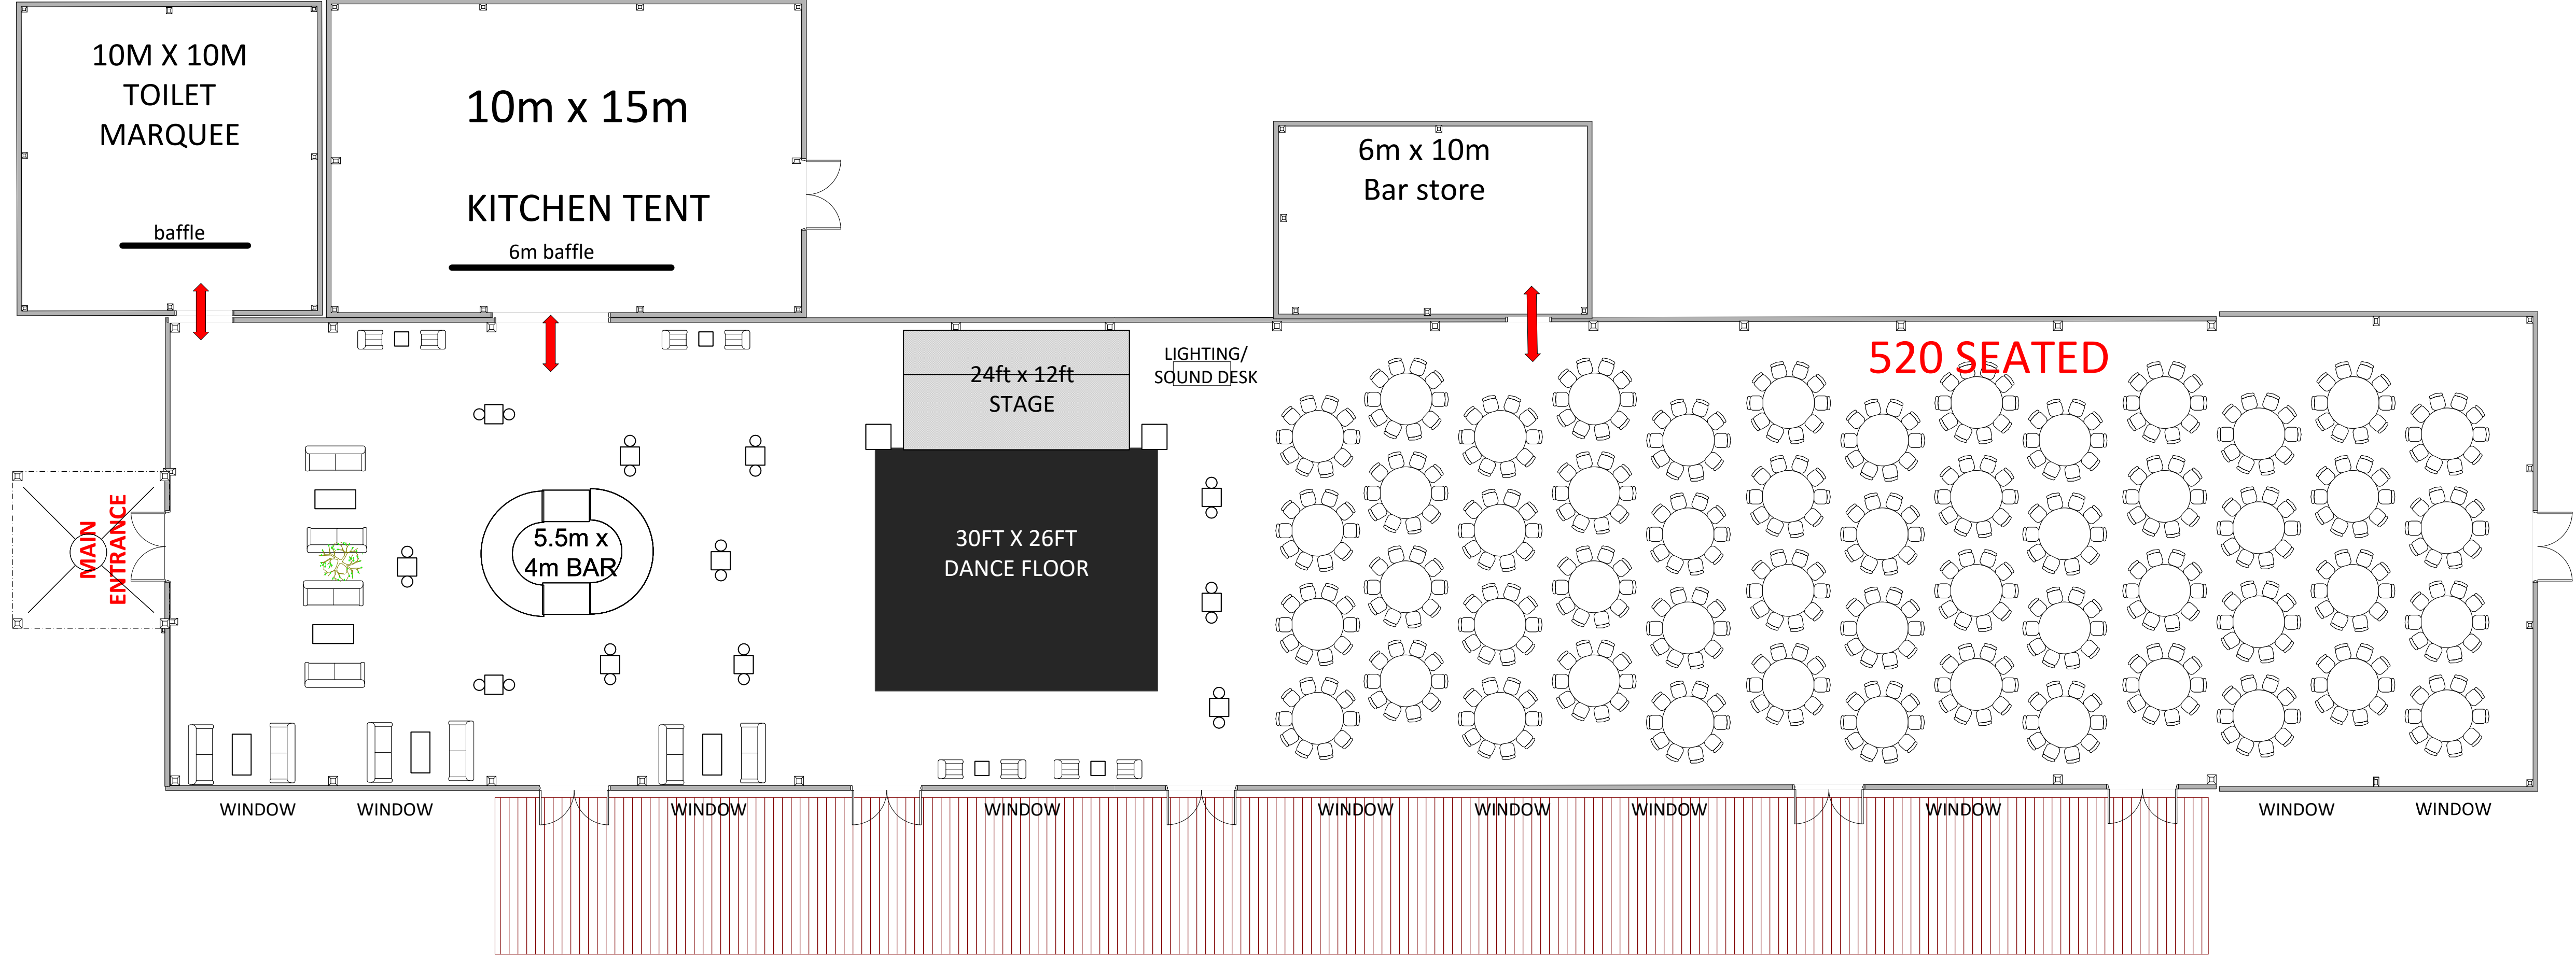 10M X 10M
TOILET
MARQUEE
baffle
10m x 15m
KITCHEN TENT
6m baffle
6m x 10m
Bar store
LIGHTING/
SOUND DESK
24ft x 12ft
STAGE
520 SEATED
MAIN
ENTRANCE
5.5m x
4m BAR
30FT X 26FT
DANCE FLOOR
WINDOW
WINDOW
WINDOW
WINDOW
WINDOW
WINDOW
WINDOW
WINDOW
WINDOW
WINDOW